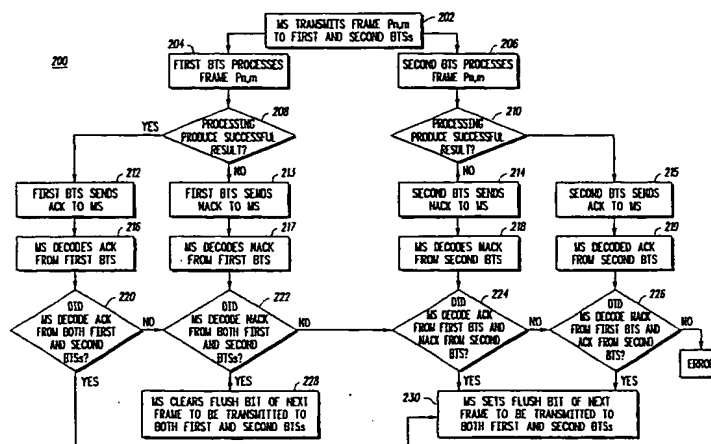 202
MS TRANSMITS FRAME Pn,m
TO FIRST AND SECOND BTSs
200
204
FIRST BTS PROCESSES
FRAME Pn,m
206
SECOND BTS PROCESSES
FRAME Pn,m
208
PROCESSING
PRODUCE SUCCESSFUL
RESULT?
YES
NO
210
PROCESSING
PRODUCE SUCCESSFUL
RESULT?
NO
212
FIRST BTS SENDS
ACK TO MS
213
FIRST BTS SENDS
NACK TO MS
214
SECOND BTS SENDS
NACK TO MS
215
SECOND BTS SENDS
ACK TO MS
216
MS DECODES ACK
FROM FIRST BTS
217
MS DECODES NACK
FROM FIRST BTS
218
MS DECODES NACK
FROM SECOND BTS
219
MS DECODED ACK
FROM SECOND BTS
220
DID
MS DECODE ACK
FROM BOTH FIRST
AND SECOND
BTSs?
NO
YES
222
DID
MS DECODE NACK
FROM BOTH FIRST
AND SECOND
BTSs?
NO
YES
224
DID
MS DECODE ACK
FROM FIRST BTS AND
NACK FROM SECOND
BTS?
NO
YES
226
DID
MS DECODE NACK
FROM FIRST BTS AND
ACK FROM SECOND
BTS?
NO
YES
ERROR
228
MS CLEARS FLUSH BIT OF NEXT
FRAME TO BE TRANSMITTED TO
BOTH FIRST AND SECOND BTSs
230
MS SETS FLUSH BIT OF NEXT
FRAME TO BE TRANSMITTED TO
BOTH FIRST AND SECOND BTSs